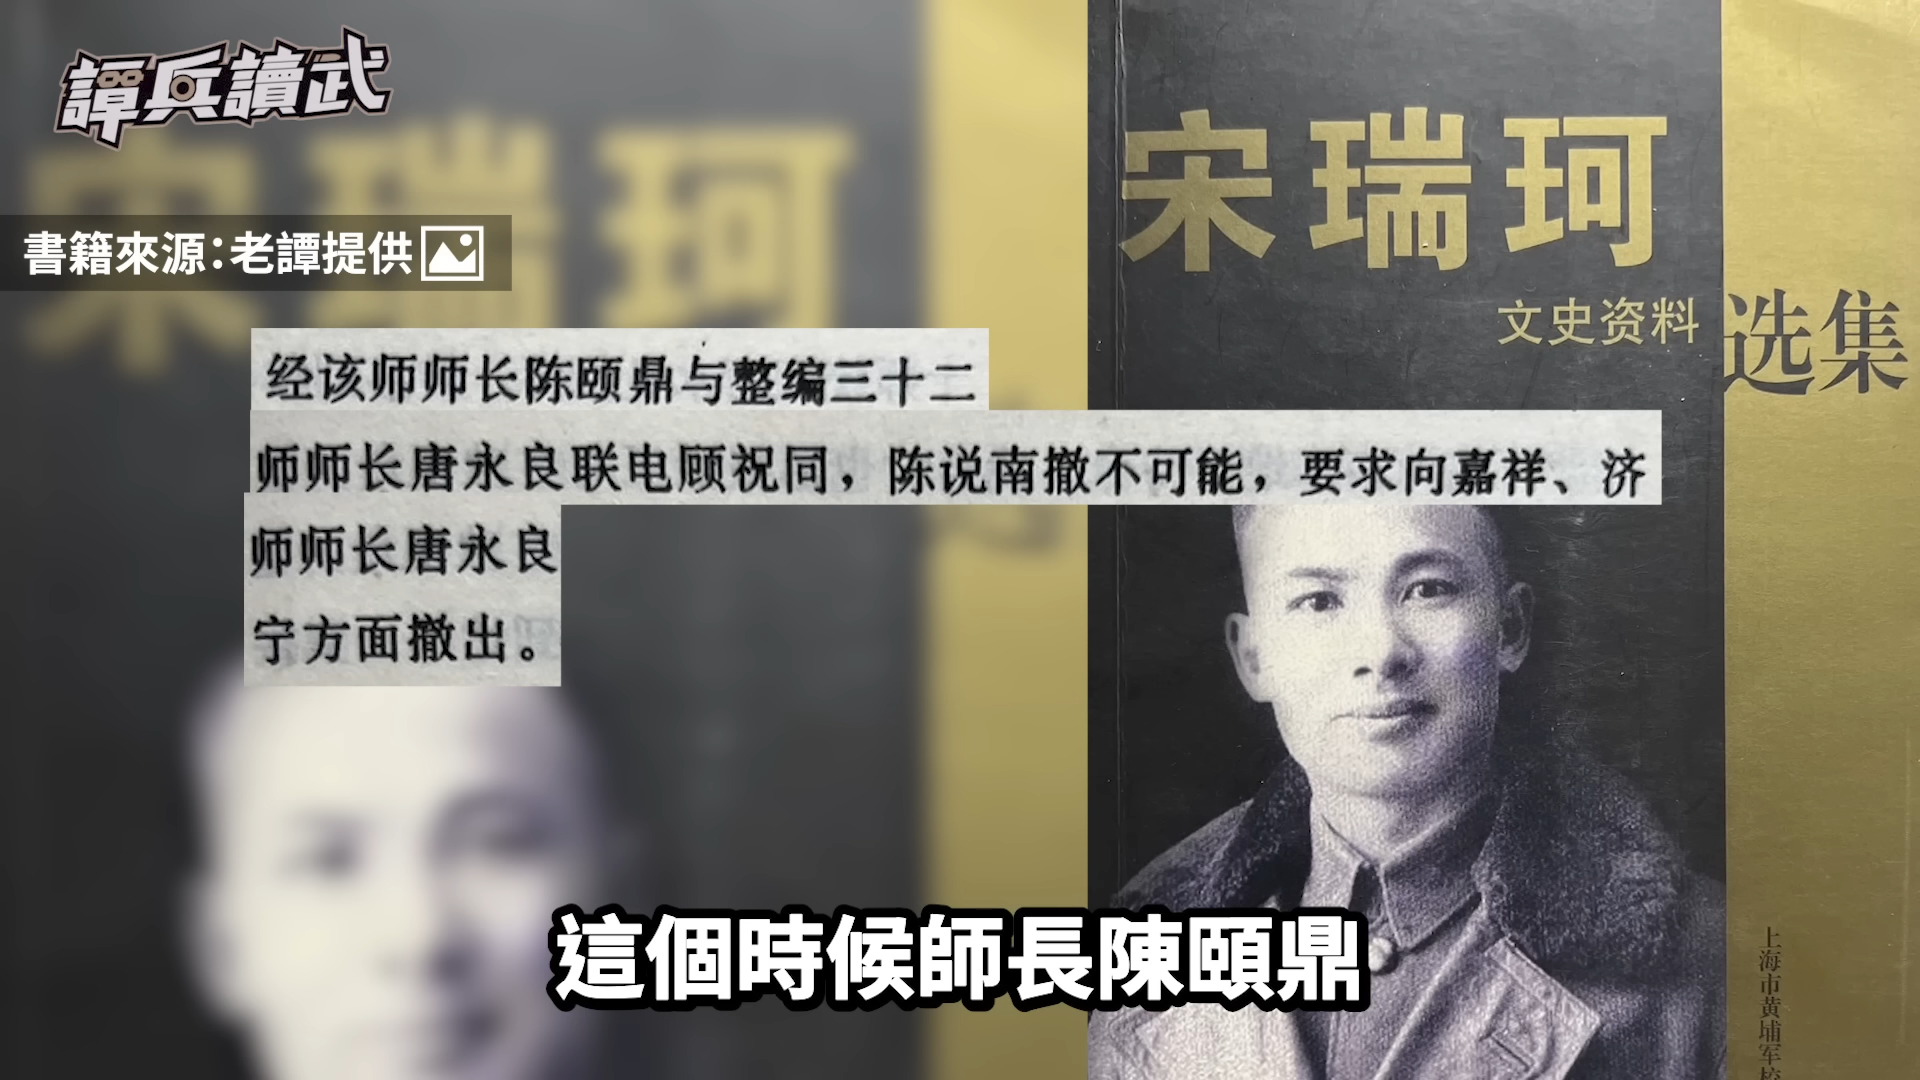 譚兵讀武
宋瑞珂
宋瑞珂
書籍來源:老譚提供
文史资料
选集
经该师师长陈颐鼎与整编三十二
师师长唐永良联电顾祝同，陈说南撤不可能，要求向嘉祥、济
师师长唐永良
宁方面撤出。
這個時候師長陳頤鼎
上海市黄埔军校